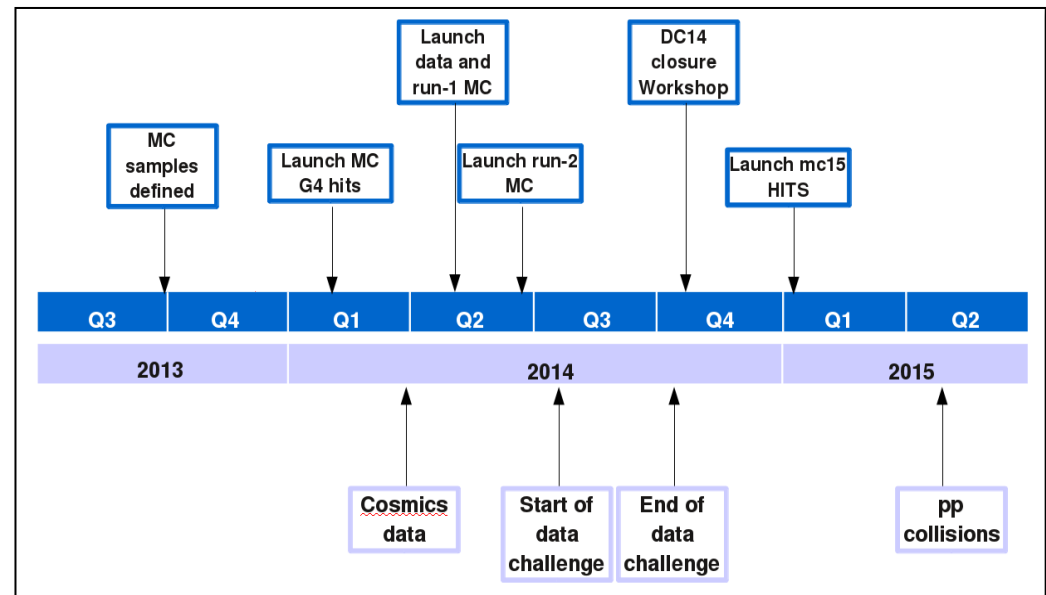 Launch
data and
run-1 MC
DC14
closure
Workshop
MC
samples
defined
Launch MC
G4 hits
Launch run-2
MC
Launch mc15
HITS
Q3 Q4 Q1 Q2 Q3 Q4 Q1 Q2
2013 2014 2015
Cosmics
data
Start of
data
challenge
End of
data
challenge
pp
collisions